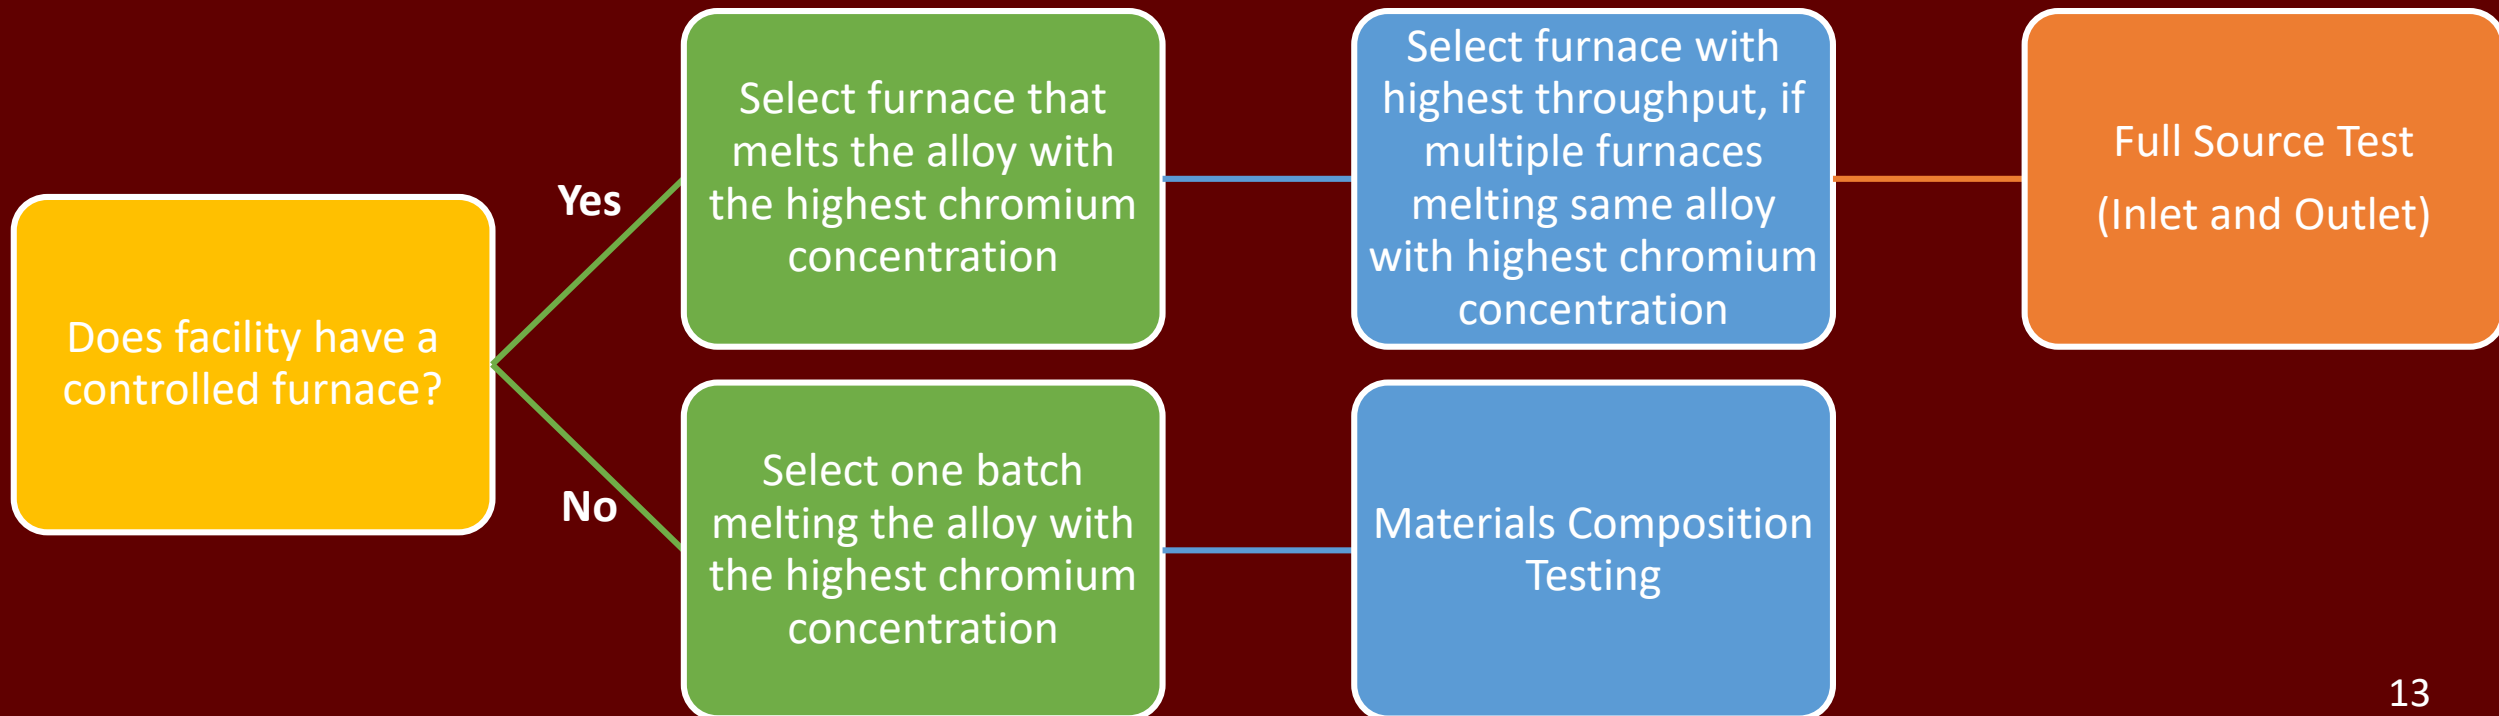 Does facility have a
controlled furnace?
Yes
Select furnace that
melts the alloy with
the highest chromium
concentration
Select furnace with
highest throughput, if
multiple furnaces
melting same alloy
with highest chromium
concentration
Full Source Test
(Inlet and Outlet)
No
Select one batch
melting the alloy with
the highest chromium
concentration
Materials Composition
Testing
13